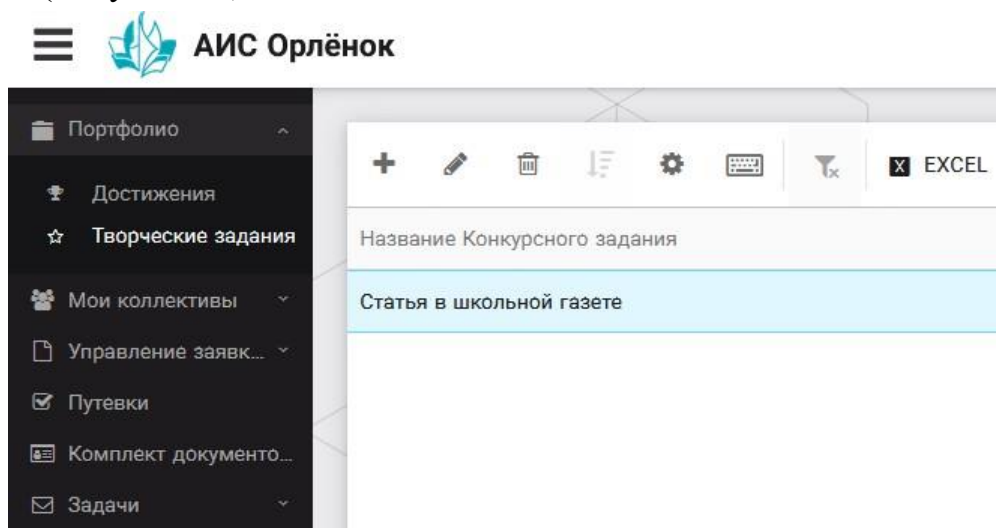 АИС Орлёнок
Портфолио
Достижения
Творческие задания
Мои коллективы
Управление заявк...
Путевки
Комплект документо...
Задачи
X EXCEL
Название Конкурсного задания
Статья в школьной газете